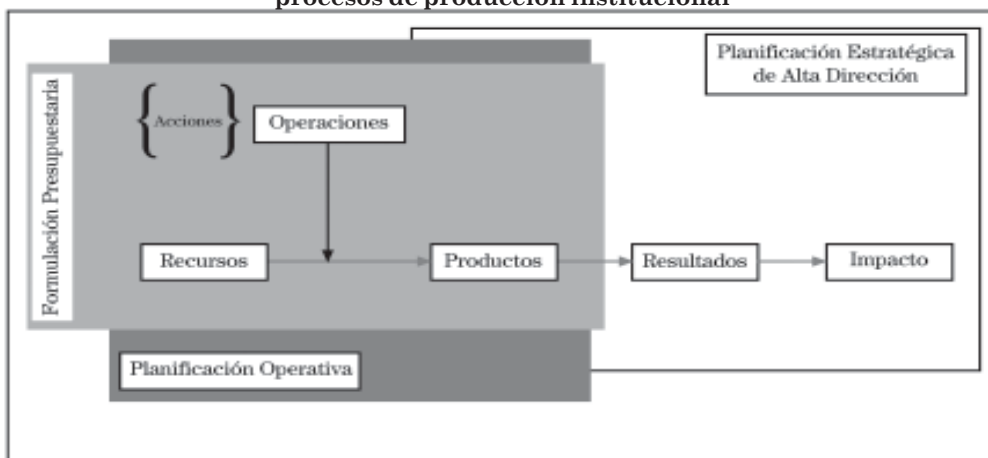 procesos de producción institucional
Planificación Estratégica
de Alta Dirección
Formulación Presupuestaria
{Acciones}
Operaciones
Recursos
Productos
Resultados
Impacto
Planificación Operativa